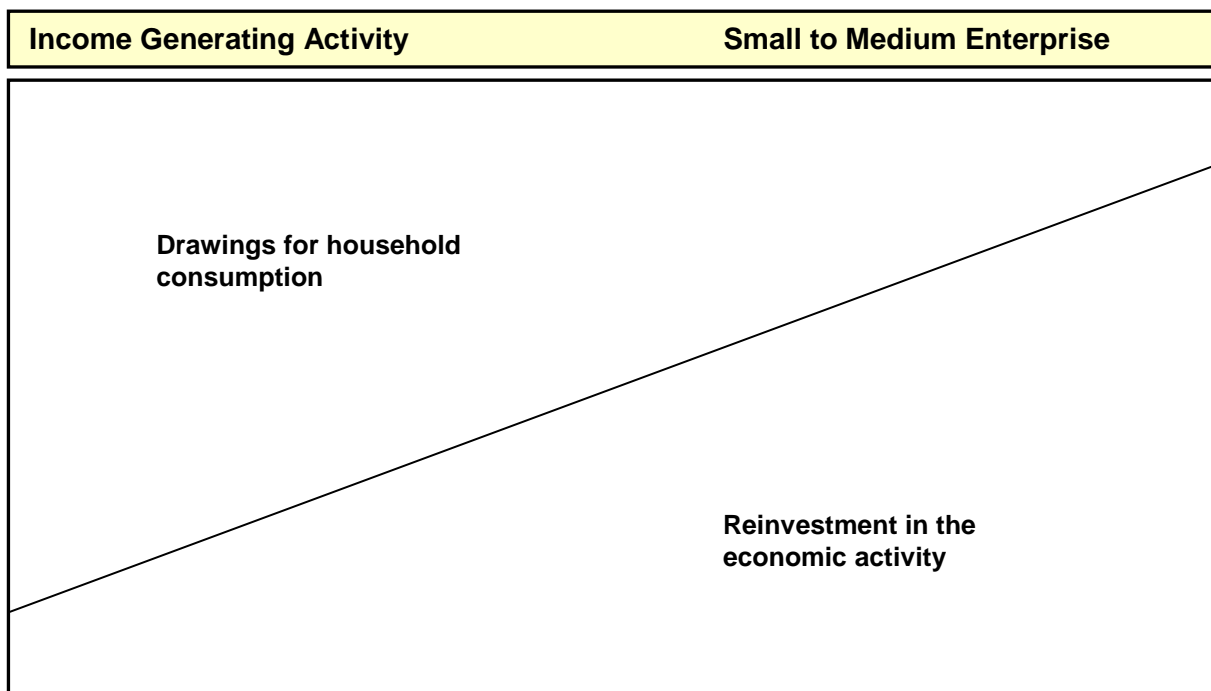 Income Generating Activity
Small to Medium Enterprise
Drawings for household
consumption
Reinvestment in the
economic activity